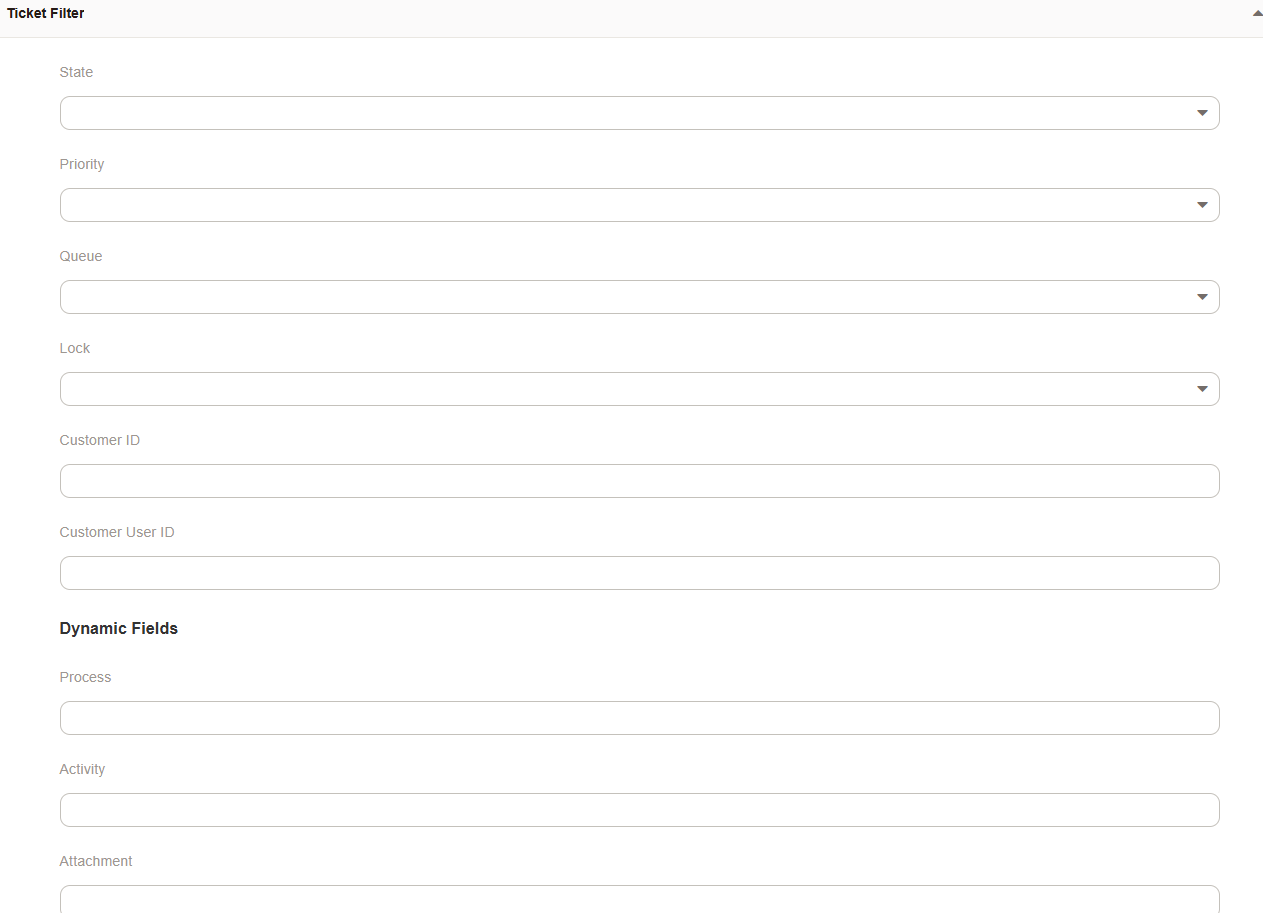 Ticket Filter
State
Priority
Queue
Lock
Customer ID
Customer User ID
Dynamic Fields
Process
Activity
Attachment